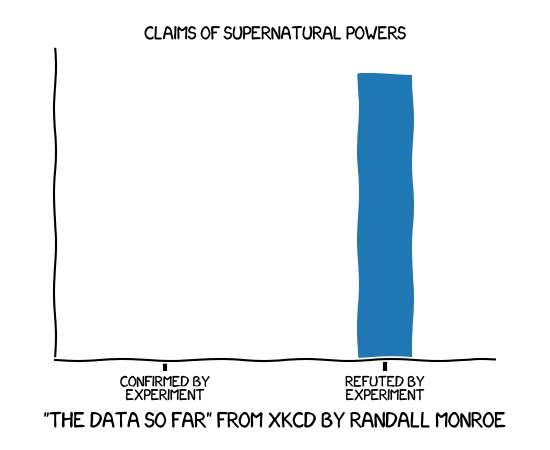 CLAIMS OF SUPERNATURAL POWERS
CONFIRMED BY
EXPERIMENT
REFUTED BY
EXPERIMENT
"THE DATA SO FAR" FROM XKCD BY RANDALL MONROE